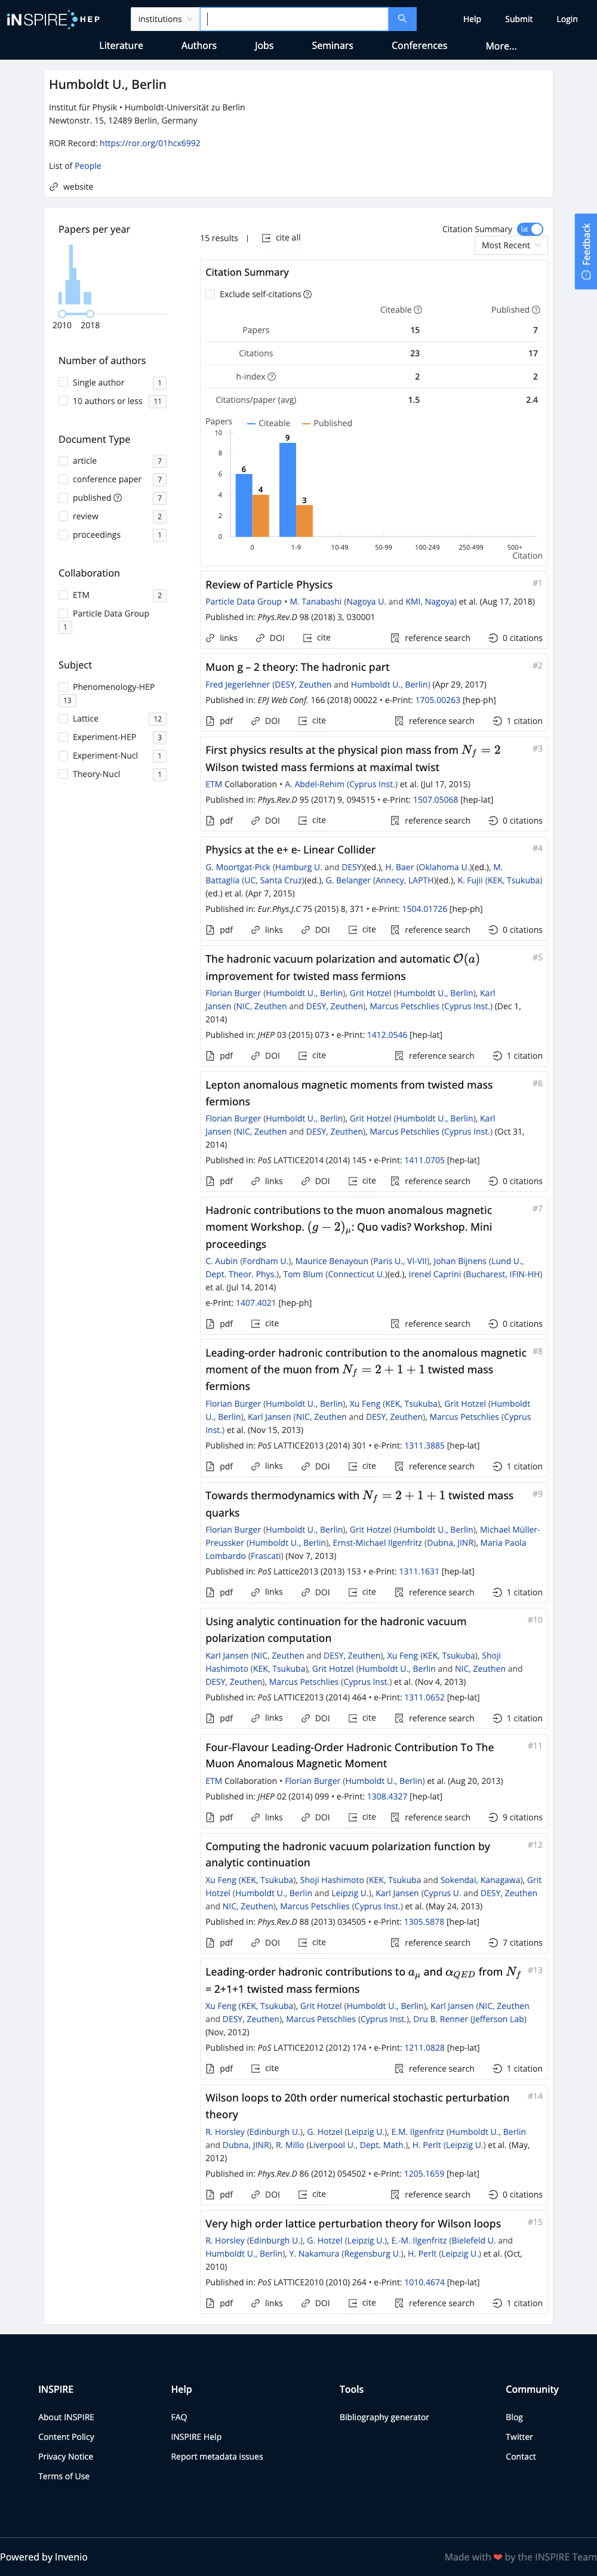 iNSPIRE HEP
institutions
Help
Submit
Login
Literature
Authors
Jobs
Seminars
Conferences
More...
Humboldt U., Berlin
Institut für Physik • Humboldt-Universität zu Berlin
Newtonstr. 15, 12489 Berlin, Germany
ROR Record: https://ror.org/01hcx6992
List of People
website
Feedback
Papers per year
2010 2018
Number of authors
Single author 1
10 authors or less 11
Document Type
article 7
conference paper 7
published 7
review 2
proceedings 1
Collaboration
ETM 2
Particle Data Group
1
Subject
Phenomenology-HEP
13
Lattice 12
Experiment-HEP 3
Experiment-Nucl 1
Theory-Nucl 1
15 results | cite all
Citation Summary
Most Recent
Citation Summary
Exclude self-citations
Citeable Published
Papers 15 7
Citations 23 17
h-index 2 2
Citations/paper (avg) 1.5 2.4
Papers
Citeable Published
10
8
6
4
2
0
6
4
9
3
0 1-9 10-49 50-99 100-249 250-499 500+
Citation
Review of Particle Physics #1
Particle Data Group • M. Tanabashi (Nagoya U. and KMI, Nagoya) et al. (Aug 17, 2018)
Published in: Phys.Rev.D 98 (2018) 3, 030001
links DOI cite reference search 0 citations
Muon g – 2 theory: The hadronic part #2
Fred Jegerlehner (DESY, Zeuthen and Humboldt U., Berlin) (Apr 29, 2017)
Published in: EPJ Web Conf. 166 (2018) 00022 • e-Print: 1705.00263 [hep-ph]
pdf DOI cite reference search 1 citation
First physics results at the physical pion mass from N_f = 2 #3
Wilson twisted mass fermions at maximal twist
ETM Collaboration • A. Abdel-Rehim (Cyprus Inst.) et al. (Jul 17, 2015)
Published in: Phys.Rev.D 95 (2017) 9, 094515 • e-Print: 1507.05068 [hep-lat]
pdf DOI cite reference search 0 citations
Physics at the e+ e- Linear Collider #4
G. Moortgat-Pick (Hamburg U. and DESY)(ed.), H. Baer (Oklahoma U.)(ed.), M.
Battaglia (UC, Santa Cruz)(ed.), G. Belanger (Annecy, LAPTH)(ed.), K. Fujii (KEK, Tsukuba)
(ed.) et al. (Apr 7, 2015)
Published in: Eur.Phys.J.C 75 (2015) 8, 371 • e-Print: 1504.01726 [hep-ph]
pdf links DOI cite reference search 0 citations
The hadronic vacuum polarization and automatic O(a) #5
improvement for twisted mass fermions
Florian Burger (Humboldt U., Berlin), Grit Hotzel (Humboldt U., Berlin), Karl
Jansen (NIC, Zeuthen and DESY, Zeuthen), Marcus Petschlies (Cyprus Inst.) (Dec 1,
2014)
Published in: JHEP 03 (2015) 073 • e-Print: 1412.0546 [hep-lat]
pdf links DOI cite reference search 1 citation
Lepton anomalous magnetic moments from twisted mass #6
fermions
Florian Burger (Humboldt U., Berlin), Grit Hotzel (Humboldt U., Berlin), Karl
Jansen (NIC, Zeuthen and DESY, Zeuthen), Marcus Petschlies (Cyprus Inst.) (Oct 31,
2014)
Published in: PoS LATTICE2014 (2014) 145 • e-Print: 1411.0705 [hep-lat]
pdf links DOI cite reference search 0 citations
Hadronic contributions to the muon anomalous magnetic #7
moment Workshop. (g − 2)_μ: Quo vadis? Workshop. Mini
proceedings
C. Aubin (Fordham U.), Maurice Benayoun (Paris U., VI-VII), Johan Bijnens (Lund U.,
Dept. Theor. Phys.), Tom Blum (Connecticut U.)(ed.), Irenel Caprini (Bucharest, IFIN-HH)
et al. (Jul 14, 2014)
e-Print: 1407.4021 [hep-ph]
pdf cite reference search 0 citations
Leading-order hadronic contribution to the anomalous magnetic #8
moment of the muon from N_f = 2 + 1 + 1 twisted mass
fermions
Florian Burger (Humboldt U., Berlin), Xu Feng (KEK, Tsukuba), Grit Hotzel (Humboldt
U., Berlin), Karl Jansen (NIC, Zeuthen and DESY, Zeuthen), Marcus Petschlies (Cyprus
Inst.) et al. (Nov 15, 2013)
Published in: PoS LATTICE2013 (2014) 301 • e-Print: 1311.3885 [hep-lat]
pdf links DOI cite reference search 1 citation
Towards thermodynamics with N_f = 2 + 1 + 1 twisted mass #9
quarks
Florian Burger (Humboldt U., Berlin), Grit Hotzel (Humboldt U., Berlin), Michael Müller-
Preussker (Humboldt U., Berlin), Ernst-Michael Ilgenfritz (Dubna, JINR), Maria Paola
Lombardo (Frascati) (Nov 7, 2013)
Published in: PoS Lattice2013 (2013) 153 • e-Print: 1311.1631 [hep-lat]
pdf links DOI cite reference search 1 citation
Using analytic continuation for the hadronic vacuum #10
polarization computation
Karl Jansen (NIC, Zeuthen and DESY, Zeuthen), Xu Feng (KEK, Tsukuba), Shoji
Hashimoto (KEK, Tsukuba), Grit Hotzel (Humboldt U., Berlin and NIC, Zeuthen and
DESY, Zeuthen), Marcus Petschlies (Cyprus Inst.) et al. (Nov 4, 2013)
Published in: PoS LATTICE2013 (2014) 464 • e-Print: 1311.0652 [hep-lat]
pdf links DOI cite reference search 1 citation
Four-Flavour Leading-Order Hadronic Contribution To The #11
Muon Anomalous Magnetic Moment
ETM Collaboration • Florian Burger (Humboldt U., Berlin) et al. (Aug 20, 2013)
Published in: JHEP 02 (2014) 099 • e-Print: 1308.4327 [hep-lat]
pdf links DOI cite reference search 9 citations
Computing the hadronic vacuum polarization function by #12
analytic continuation
Xu Feng (KEK, Tsukuba), Shoji Hashimoto (KEK, Tsukuba and Sokendai, Kanagawa), Grit
Hotzel (Humboldt U., Berlin and Leipzig U.), Karl Jansen (Cyprus U. and DESY, Zeuthen
and NIC, Zeuthen), Marcus Petschlies (Cyprus Inst.) et al. (May 24, 2013)
Published in: Phys.Rev.D 88 (2013) 034505 • e-Print: 1305.5878 [hep-lat]
pdf DOI cite reference search 7 citations
Leading-order hadronic contributions to a_μ and α_QED from N_f #13
= 2+1+1 twisted mass fermions
Xu Feng (KEK, Tsukuba), Grit Hotzel (Humboldt U., Berlin), Karl Jansen (NIC, Zeuthen
and DESY, Zeuthen), Marcus Petschlies (Cyprus Inst.), Dru B. Renner (Jefferson Lab)
(Nov, 2012)
Published in: PoS LATTICE2012 (2012) 174 • e-Print: 1211.0828 [hep-lat]
pdf cite reference search 1 citation
Wilson loops to 20th order numerical stochastic perturbation #14
theory
R. Horsley (Edinburgh U.), G. Hotzel (Leipzig U.), E.M. Ilgenfritz (Humboldt U., Berlin
and Dubna, JINR), R. Millo (Liverpool U., Dept. Math.), H. Perlt (Leipzig U.) et al. (May,
2012)
Published in: Phys.Rev.D 86 (2012) 054502 • e-Print: 1205.1659 [hep-lat]
pdf DOI cite reference search 0 citations
Very high order lattice perturbation theory for Wilson loops #15
R. Horsley (Edinburgh U.), G. Hotzel (Leipzig U.), E.-M. Ilgenfritz (Bielefeld U. and
Humboldt U., Berlin), Y. Nakamura (Regensburg U.), H. Perlt (Leipzig U.) et al. (Oct,
2010)
Published in: PoS LATTICE2010 (2010) 264 • e-Print: 1010.4674 [hep-lat]
pdf links DOI cite reference search 1 citation
INSPIRE
About INSPIRE
Content Policy
Privacy Notice
Terms of Use
Help
FAQ
INSPIRE Help
Report metadata issues
Tools
Bibliography generator
Community
Blog
Twitter
Contact
Powered by Invenio
Made with ❤ by the INSPIRE Team